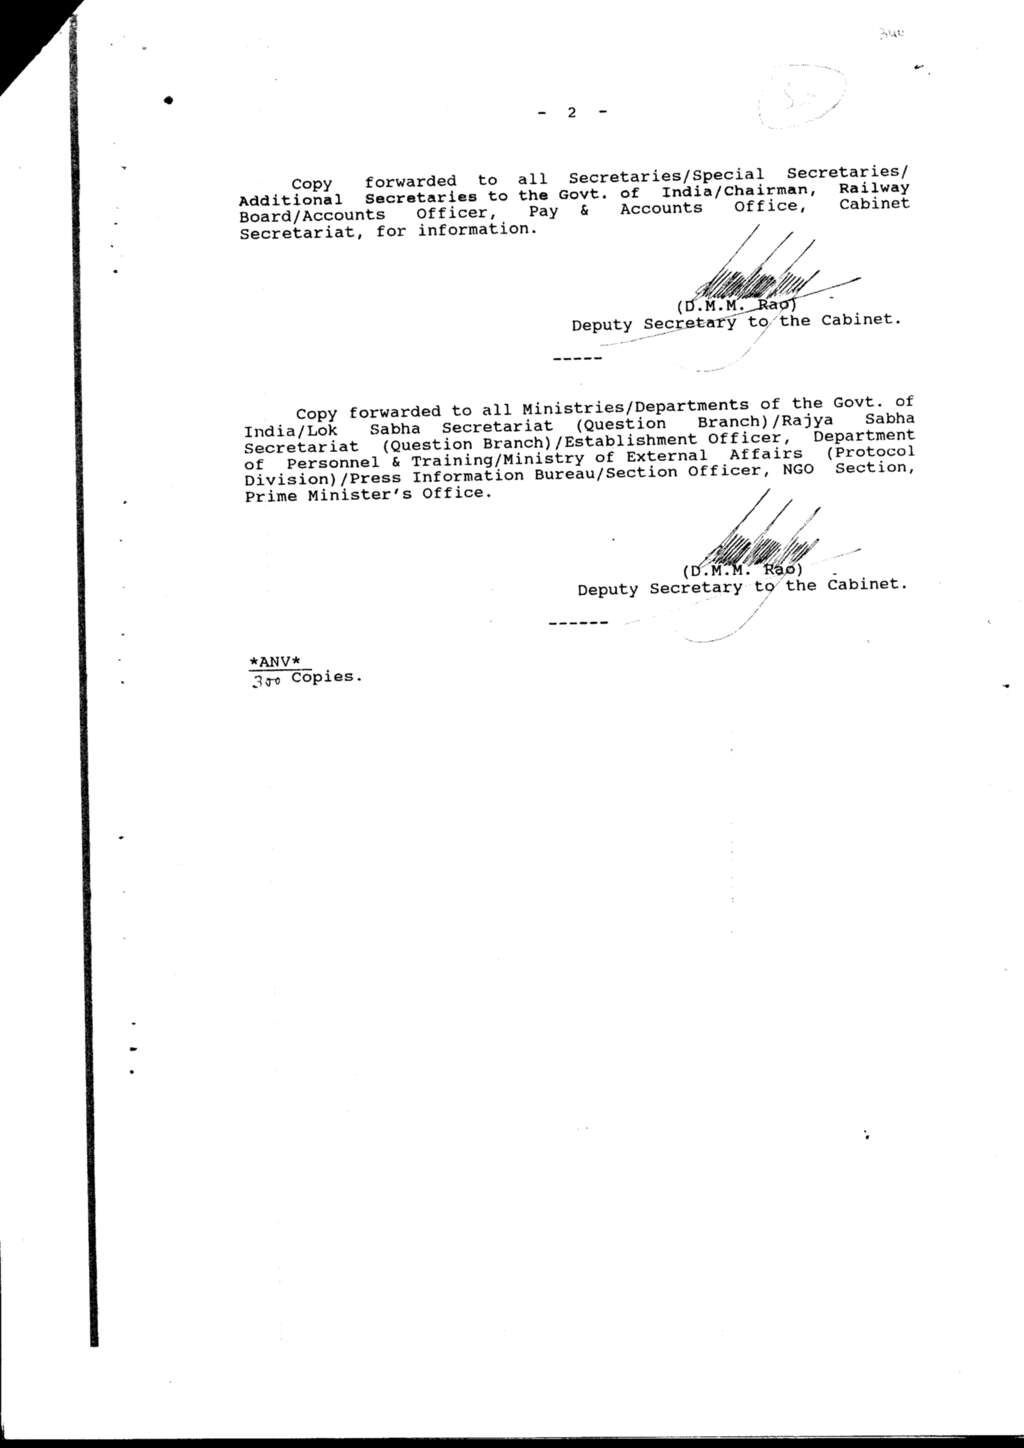 - 2 -
Copy forwarded to all Secretaries/Special Secretaries/
Additional Secretaries to the Govt. of India/Chairman, Railway
Board/Accounts Officer, Pay & Accounts Office, Cabinet
Secretariat, for information.
(D.M.M. Rao)
Deputy Secretary to the Cabinet.
-----
Copy forwarded to all Ministries/Departments of the Govt. of
India/Lok Sabha Secretariat (Question Branch)/Rajya Sabha
Secretariat (Question Branch)/Establishment Officer, Department
of Personnel & Training/Ministry of External Affairs (Protocol
Division)/Press Information Bureau/Section Officer, NGO Section,
Prime Minister's Office.
(D.M.M. Rao)
Deputy Secretary to the Cabinet.
------
*ANV*
300 Copies.